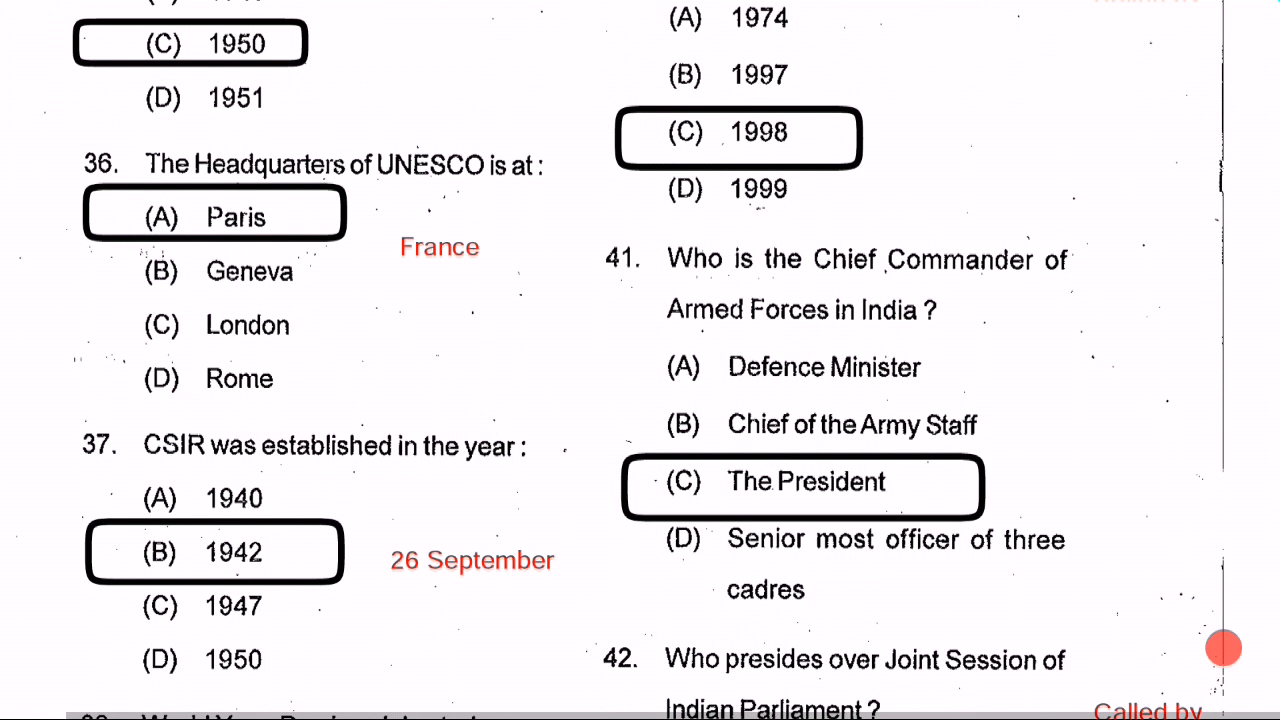 (C) 1950
(D) 1951
36. The Headquarters of UNESCO is at :
(A) Paris
France
(B) Geneva
(C) London
(D) Rome
37. CSIR was established in the year :
(A) 1940
(B) 1942
26 September
(C) 1947
(D) 1950
(A) 1974
(B) 1997
(C) 1998
(D) 1999
41. Who is the Chief Commander of
Armed Forces in India ?
(A) Defence Minister
(B) Chief of the Army Staff
(C) The President
(D) Senior most officer of three
cadres
42. Who presides over Joint Session of
Indian Parliament ?
Called by